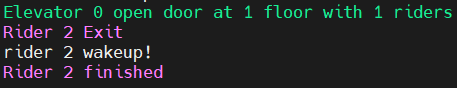 Elevator 0 open door at 1 floor with 1 riders
Rider 2 Exit
rider 2 wakeup!
Rider 2 finished